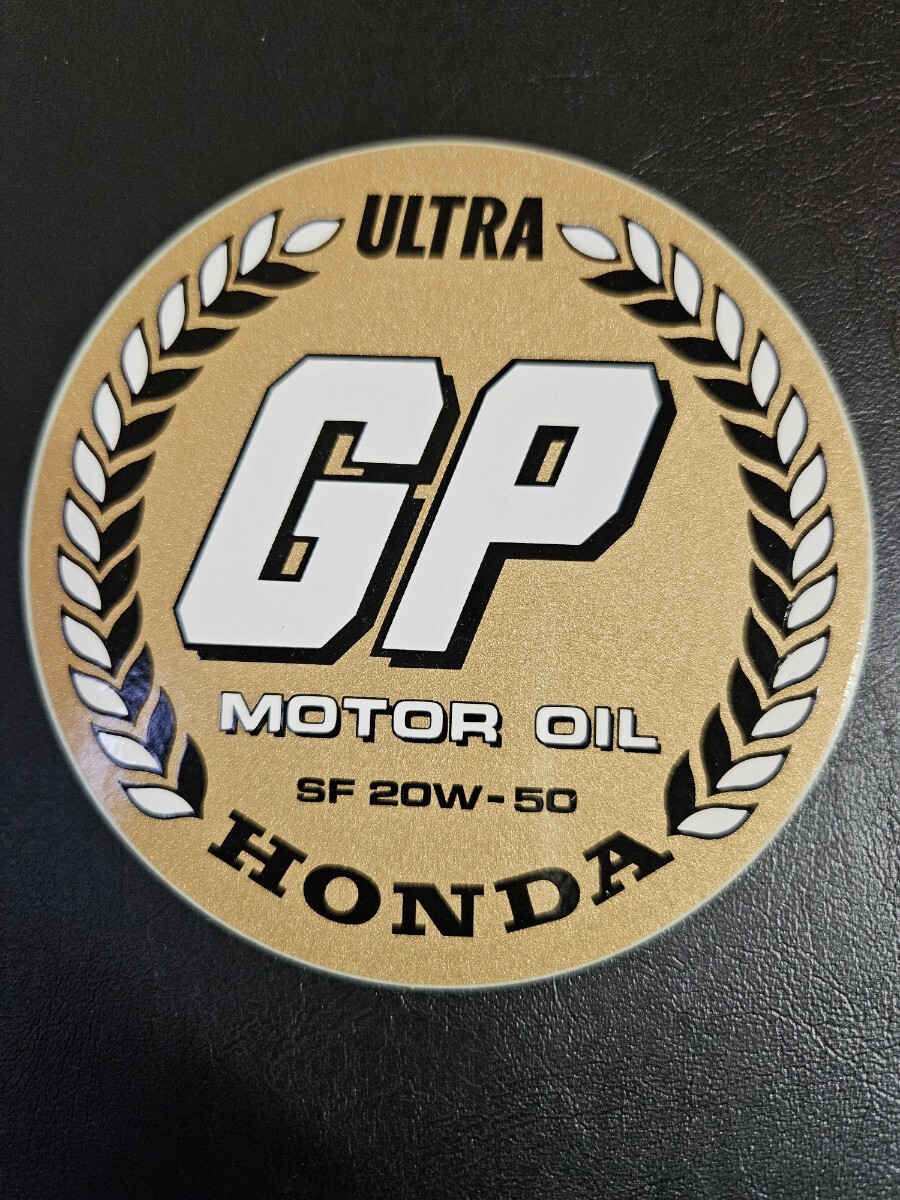 ULTRA
GP
MOTOR OIL
SF 20W-50
HONDA